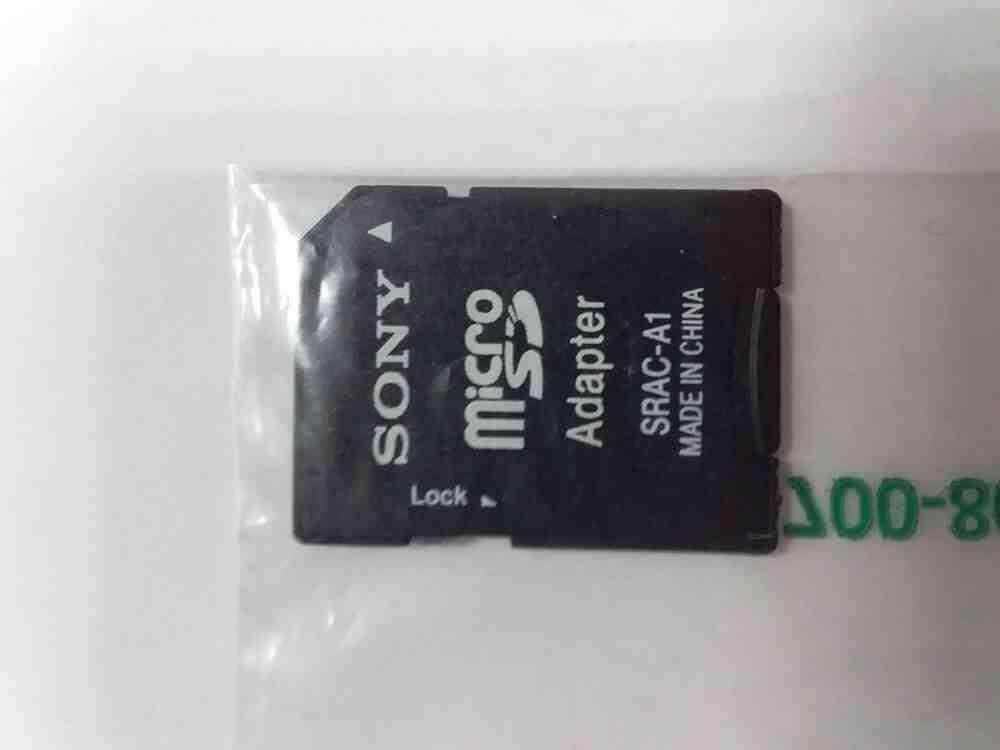 SONY
micro
SD
Adapter
SRAC-A1
MADE IN CHINA
Lock